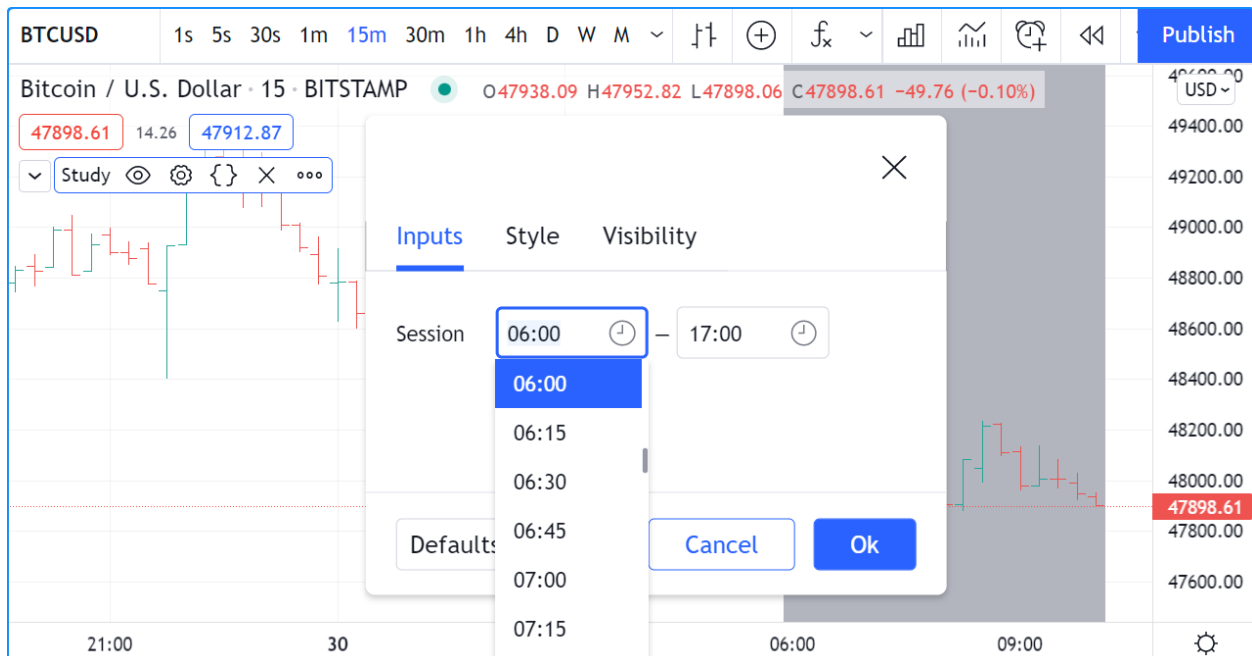 BTCUSD 1s 5s 30s 1m 15m 30m 1h 4h D W M fx Publish
Bitcoin / U.S. Dollar · 15 · BITSTAMP O47938.09 H47952.82 L47898.06 C47898.61 −49.76 (−0.10%)
49600.00
USD
47898.61 14.26 47912.87
49400.00
Study {}
49200.00
Inputs Style Visibility
49000.00
48800.00
Session 06:00 – 17:00
48600.00
06:00
48400.00
06:15
48200.00
06:30
48000.00
47898.61
06:45
47800.00
Defaults Cancel Ok
07:00
47600.00
07:15
21:00 30 06:00 09:00